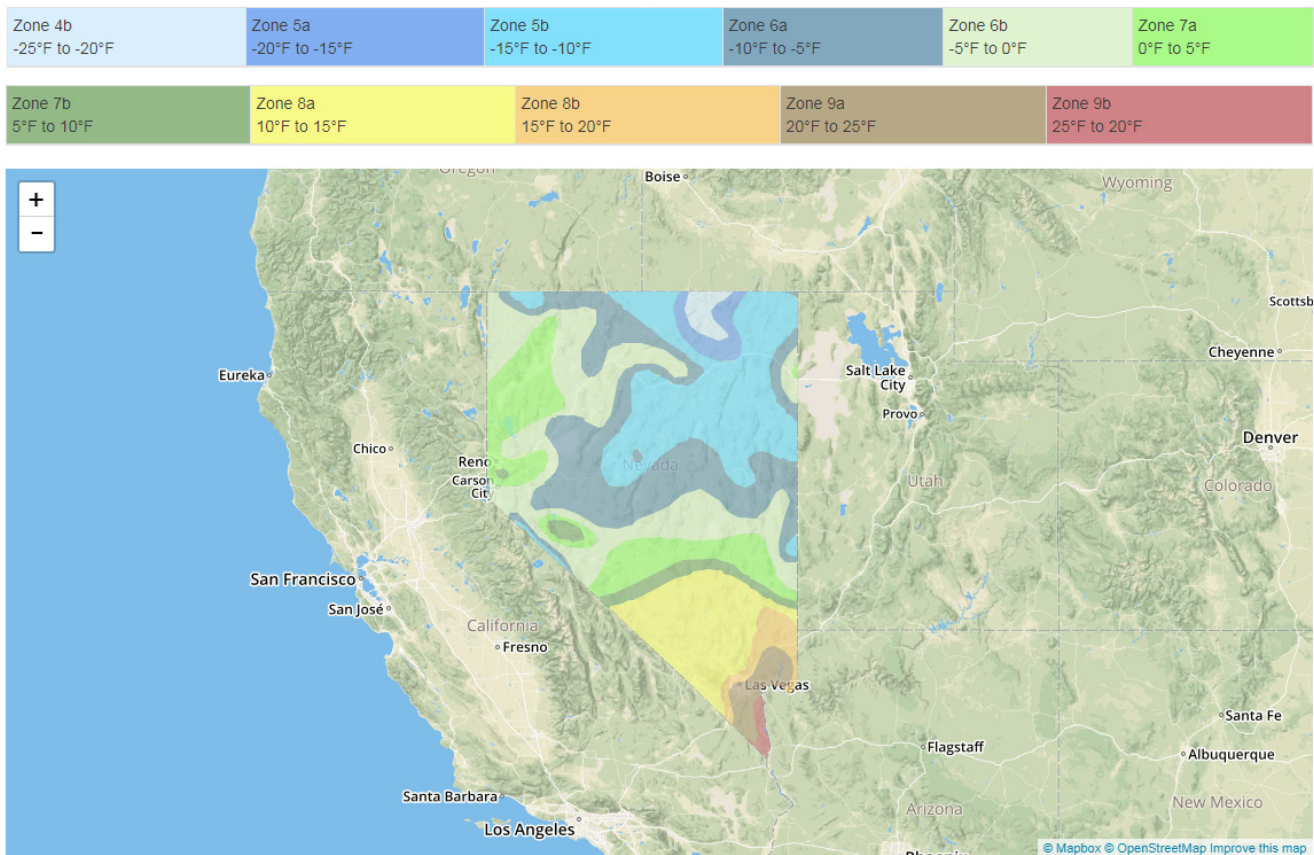 Zone 4b
-25°F to -20°F
Zone 5a
-20°F to -15°F
Zone 5b
-15°F to -10°F
Zone 6a
-10°F to -5°F
Zone 6b
-5°F to 0°F
Zone 7a
0°F to 5°F
Zone 7b
5°F to 10°F
Zone 8a
10°F to 15°F
Zone 8b
15°F to 20°F
Zone 9a
20°F to 25°F
Zone 9b
25°F to 20°F
+
−
Oregon
Boise
Wyoming
Scottsb
Eureka
Cheyenne
Salt Lake
City
Provo
Chico
Denver
Reno
Nevada
Carson
City
Utah
Colorado
San Francisco
San José
California
Fresno
Las Vegas
Santa Fe
Flagstaff
Albuquerque
Santa Barbara
New Mexico
Arizona
Los Angeles
Phoenix
© Mapbox © OpenStreetMap Improve this map